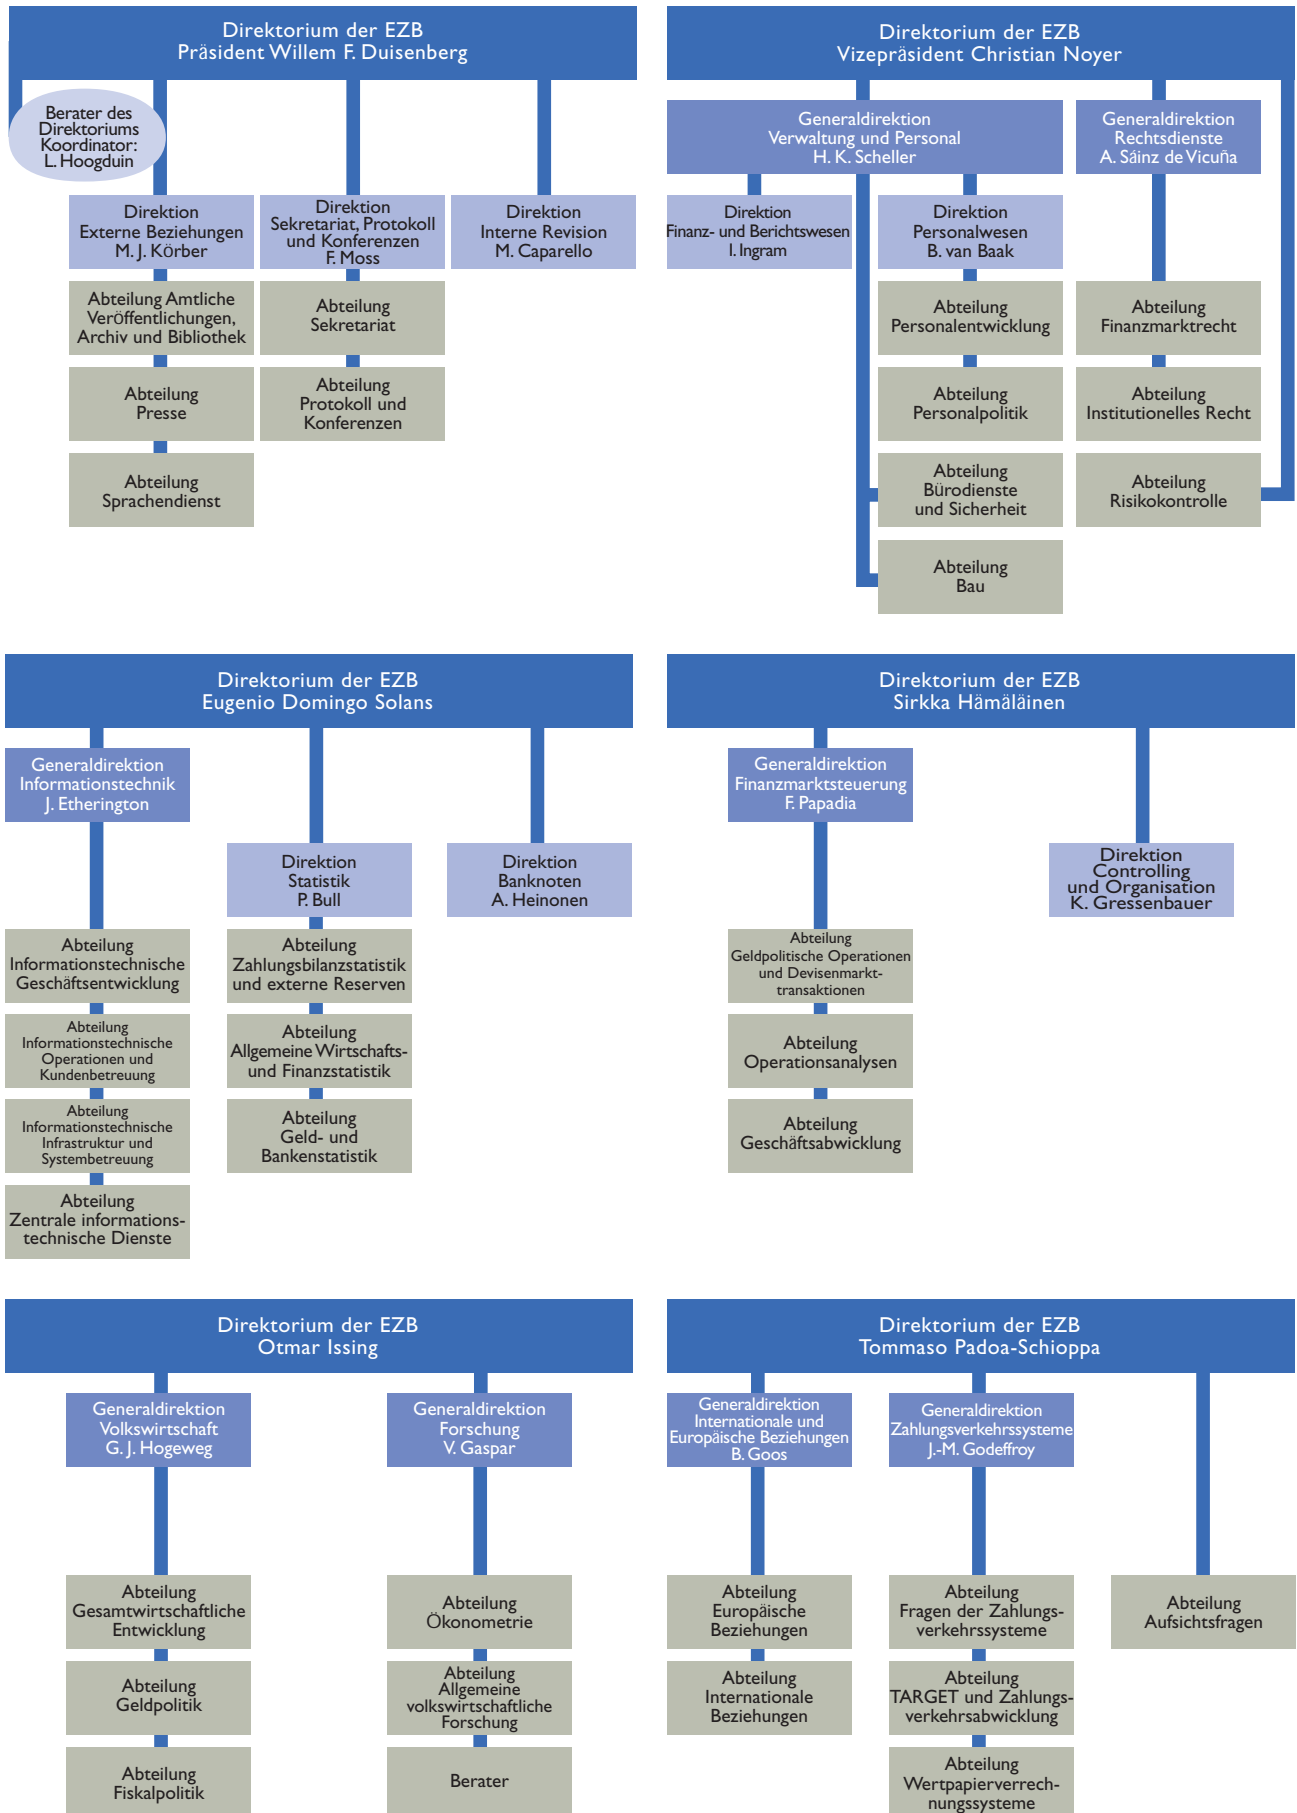 Direktorium der EZB
Präsident Willem F. Duisenberg
Berater des
Direktoriums
Koordinator:
L. Hoogduin
Direktion
Externe Beziehungen
M. J. Körber
Abteilung Amtliche
Veröffentlichungen,
Archiv und Bibliothek
Abteilung
Presse
Abteilung
Sprachendienst
Direktion
Sekretariat, Protokoll
und Konferenzen
F. Moss
Abteilung
Sekretariat
Abteilung
Protokoll und
Konferenzen
Direktion
Interne Revision
M. Caparello
Direktorium der EZB
Vizepräsident Christian Noyer
Generaldirektion
Verwaltung und Personal
H. K. Scheller
Direktion
Finanz- und Berichtswesen
I. Ingram
Direktion
Personalwesen
B. van Baak
Abteilung
Personalentwicklung
Abteilung
Personalpolitik
Abteilung
Bürodienste
und Sicherheit
Abteilung
Bau
Generaldirektion
Rechtsdienste
A. Sáinz de Vicuña
Abteilung
Finanzmarktrecht
Abteilung
Institutionelles Recht
Abteilung
Risikokontrolle
Direktorium der EZB
Eugenio Domingo Solans
Generaldirektion
Informationstechnik
J. Etherington
Abteilung
Informationstechnische
Geschäftsentwicklung
Abteilung
Informationstechnische
Operationen und
Kundenbetreuung
Abteilung
Informationstechnische
Infrastruktur und
Systembetreuung
Abteilung
Zentrale informations-
technische Dienste
Direktion
Statistik
P. Bull
Abteilung
Zahlungsbilanzstatistik
und externe Reserven
Abteilung
Allgemeine Wirtschafts-
und Finanzstatistik
Abteilung
Geld- und
Bankenstatistik
Direktion
Banknoten
A. Heinonen
Direktorium der EZB
Sirkka Hämäläinen
Generaldirektion
Finanzmarktsteuerung
F. Papadia
Abteilung
Geldpolitische Operationen
und Devisenmarkt-
transaktionen
Abteilung
Operationsanalysen
Abteilung
Geschäftsabwicklung
Direktion
Controlling
und Organisation
K. Gressenbauer
Direktorium der EZB
Otmar Issing
Generaldirektion
Volkswirtschaft
G. J. Hogeweg
Abteilung
Gesamtwirtschaftliche
Entwicklung
Abteilung
Geldpolitik
Abteilung
Fiskalpolitik
Generaldirektion
Forschung
V. Gaspar
Abteilung
Ökonometrie
Abteilung
Allgemeine
volkswirtschaftliche
Forschung
Berater
Direktorium der EZB
Tommaso Padoa-Schioppa
Generaldirektion
Internationale und
Europäische Beziehungen
B. Goos
Abteilung
Europäische
Beziehungen
Abteilung
Internationale
Beziehungen
Generaldirektion
Zahlungsverkehrssysteme
J.-M. Godeffroy
Abteilung
Fragen der Zahlungs-
verkehrssysteme
Abteilung
TARGET und Zahlungs-
verkehrsabwicklung
Abteilung
Wertpapierverrech-
nungssysteme
Abteilung
Aufsichtsfragen